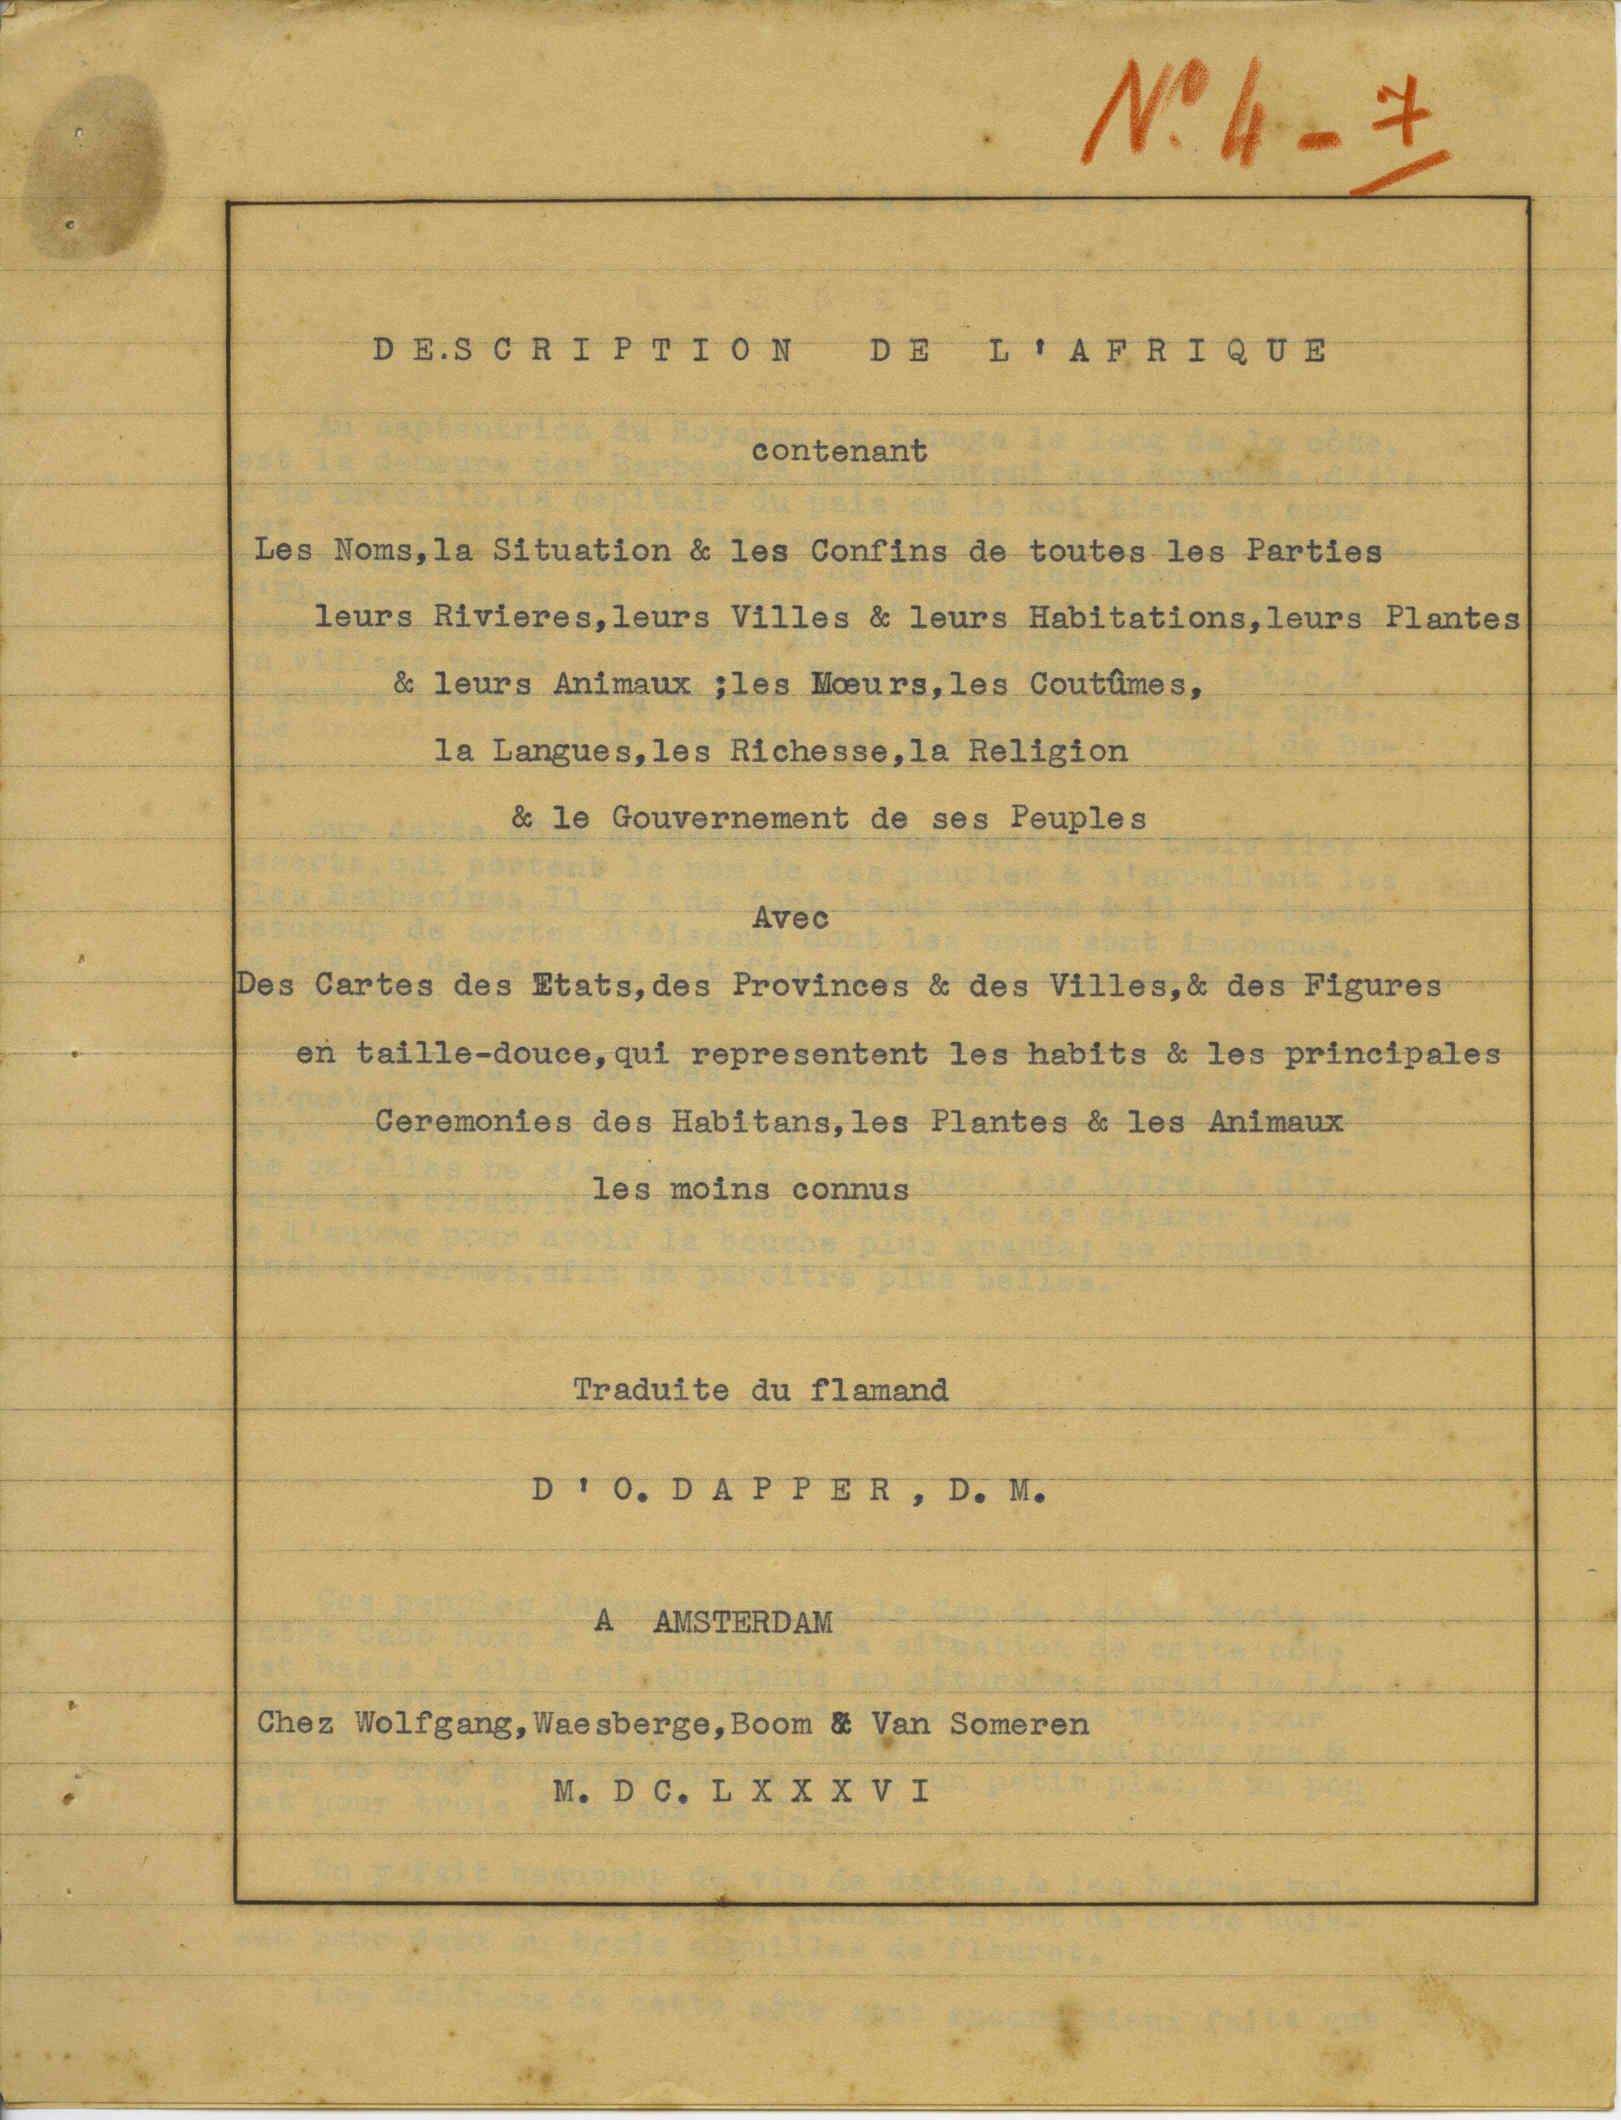 Nº 4 - 7
DE.SCRIPTION DE L'AFRIQUE
contenant
Les Noms,la Situation & les Confins de toutes les Parties
leurs Rivieres,leurs Villes & leurs Habitations,leurs Plantes
& leurs Animaux ;les Mœurs,les Coutûmes,
la Langues,les Richesse,la Religion
& le Gouvernement de ses Peuples
Avec
Des Cartes des Etats,des Provinces & des Villes,& des Figures
en taille-douce,qui representent les habits & les principales
Ceremonies des Habitans,les Plantes & les Animaux
les moins connus
Traduite du flamand
D'O. DAPPER, D. M.
A AMSTERDAM
Chez Wolfgang,Waesberge,Boom & Van Someren
M. DC. LXXXVI